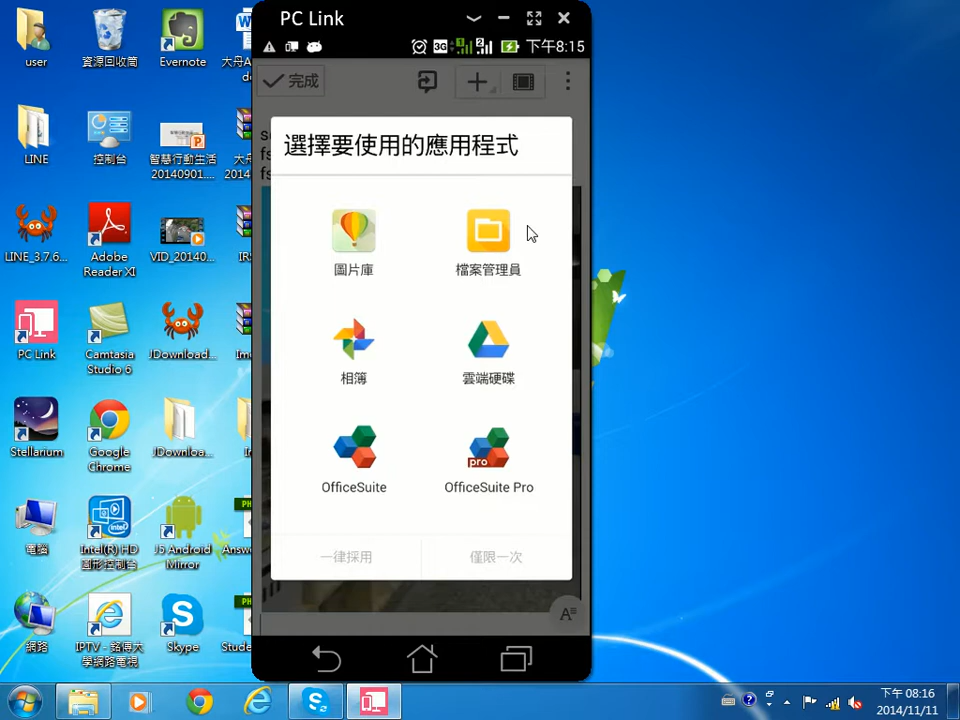 PC Link
下午8:15
完成
選擇要使用的應用程式
圖片庫
檔案管理員
相簿
雲端硬碟
OfficeSuite
pro
OfficeSuite Pro
一律採用
僅限一次
user
資源回收筒
Evernote
LINE
控制台
智慧行動生活
20140901....
LINE_3.7.6...
Adobe
Reader XI
VID_20140...
PC Link
Camtasia
Studio 6
JDownload...
Stellarium
Google
Chrome
JDownloa...
電腦
Intel(R) HD
圖形控制台
J5 Android
Mirror
網路
IPTV - 銘傳大
學網路電視
Skype
下午 08:16
2014/11/11